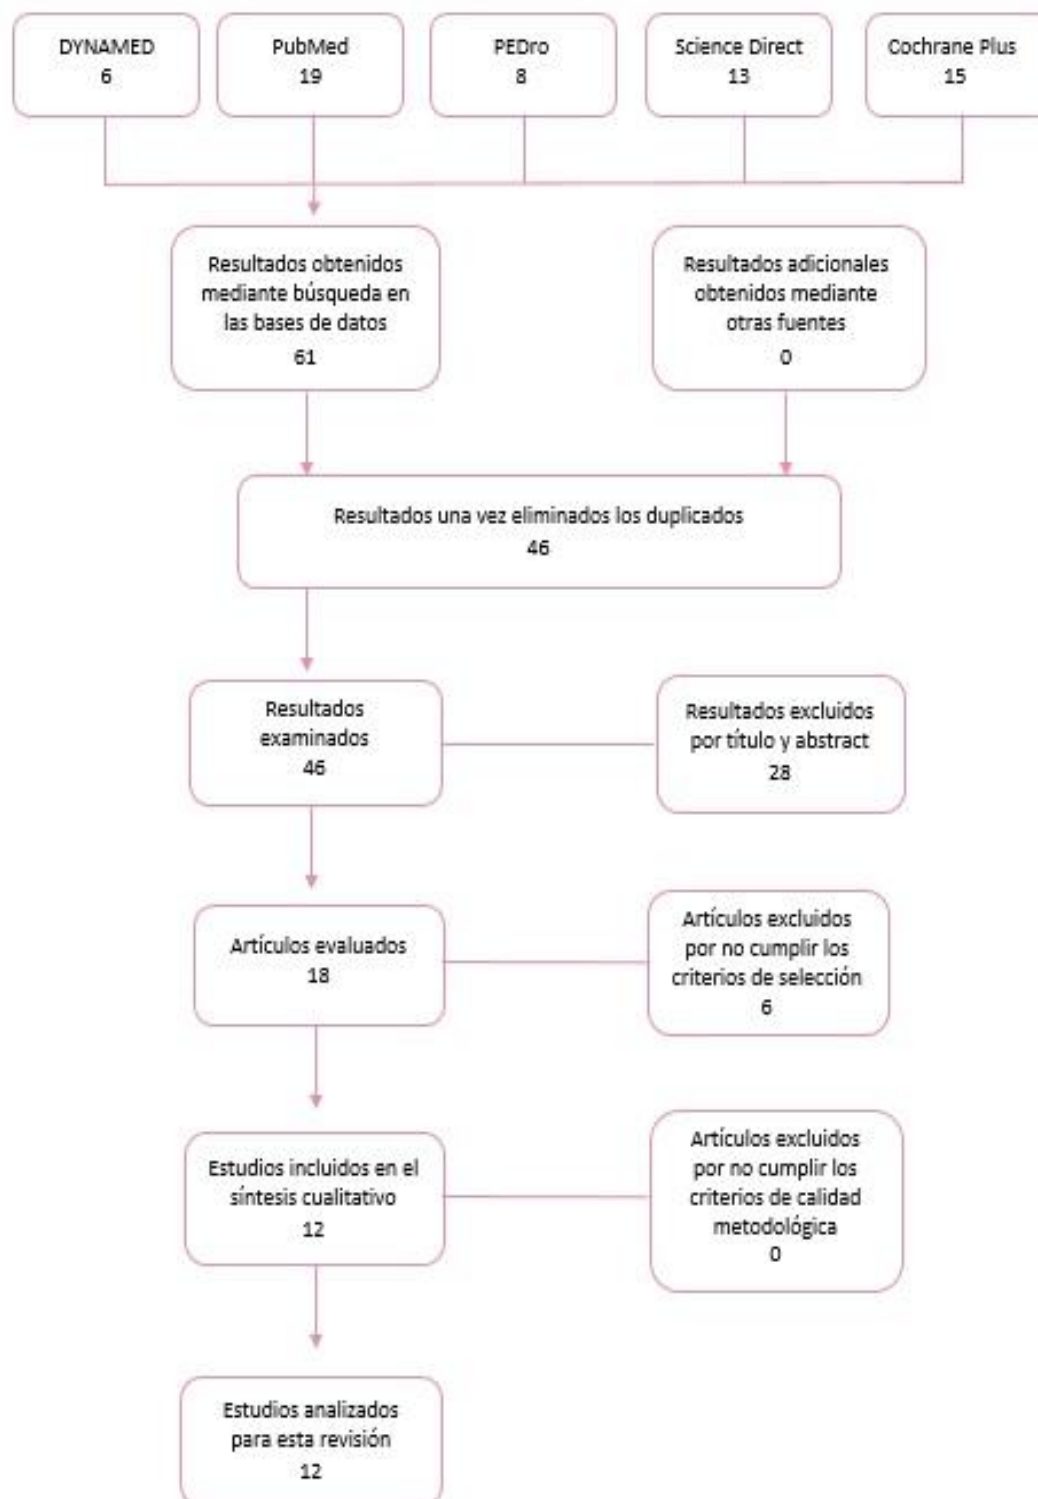 DYNAMED
6
PubMed
19
PEDro
8
Science Direct
13
Cochrane Plus
15
Resultados obtenidos
mediante búsqueda en
las bases de datos
61
Resultados adicionales
obtenidos mediante
otras fuentes
0
Resultados una vez eliminados los duplicados
46
Resultados
examinados
46
Resultados excluidos
por título y abstract
28
Artículos evaluados
18
Artículos excluidos
por no cumplir los
criterios de selección
6
Estudios incluidos en el
síntesis cualitativo
12
Artículos excluidos
por no cumplir los
criterios de calidad
metodológica
0
Estudios analizados
para esta revisión
12